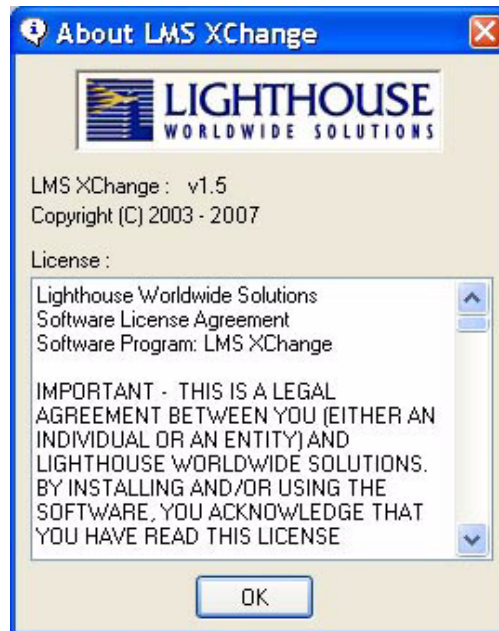 About LMS XChange
LIGHTHOUSE
WORLDWIDE SOLUTIONS
LMS XChange : v1.5
Copyright (C) 2003 - 2007
License :
Lighthouse Worldwide Solutions
Software License Agreement
Software Program: LMS XChange
IMPORTANT - THIS IS A LEGAL
AGREEMENT BETWEEN YOU (EITHER AN
INDIVIDUAL OR AN ENTITY) AND
LIGHTHOUSE WORLDWIDE SOLUTIONS.
BY INSTALLING AND/OR USING THE
SOFTWARE, YOU ACKNOWLEDGE THAT
YOU HAVE READ THIS LICENSE
OK